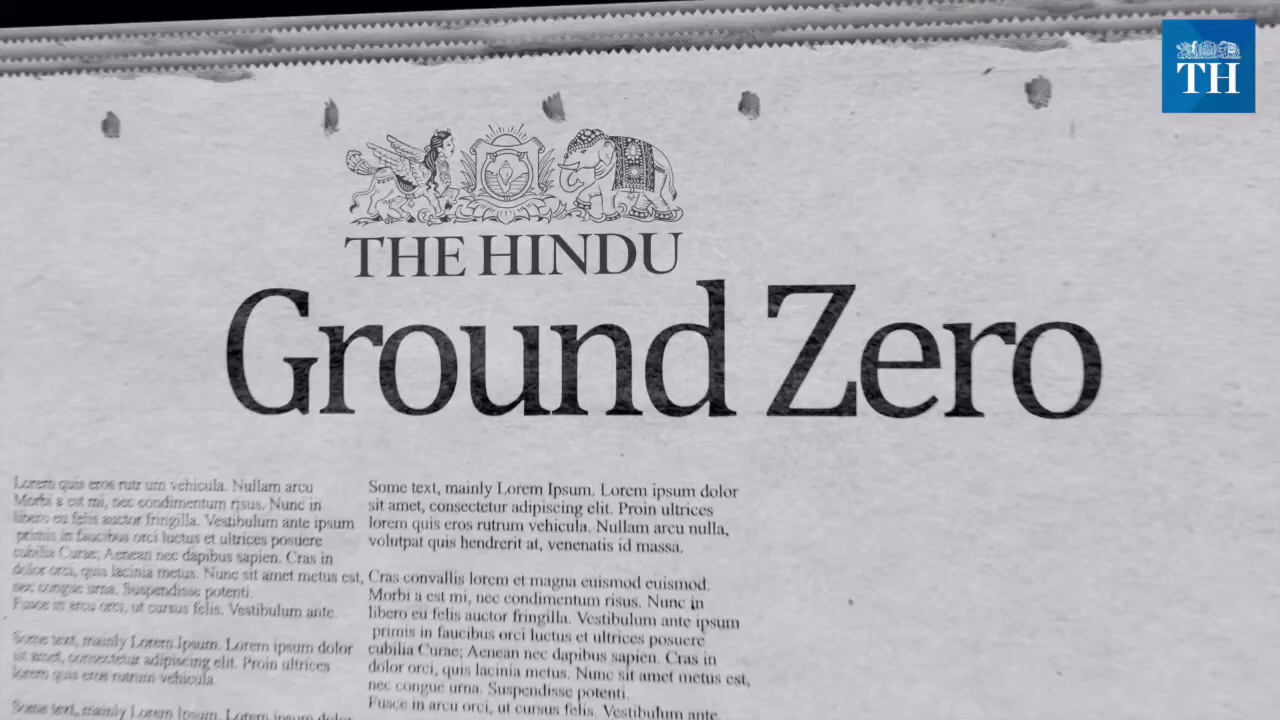 TH
THE HINDU
Ground Zero
Lorem quis eros rutr um vehicula. Nullam arcu
Morbi a est mi, nec condimentum risus. Nunc in
libero eu felis auctor fringilla. Vestibulum ante ipsum
primis in faucibus orci luctus et ultrices posuere
cubilia Curae; Aenean nec dapibus sapien. Cras in
dolor orci, quis lacinia metus. Nunc sit amet metus est,
nec congue urna. Suspendisse potenti.
Fusce in arcu orci, ut cursus felis. Vestibulum ante.
Some text, mainly Lorem Ipsum. Lorem ipsum dolor
sit amet, consectetur adipiscing elit. Proin ultrices
lorem quis eros rutrum vehicula.
Some text, mainly Lorem Ipsum. Lorem ipsum dolor
Some text, mainly Lorem Ipsum. Lorem ipsum dolor
sit amet, consectetur adipiscing elit. Proin ultrices
lorem quis eros rutrum vehicula. Nullam arcu nulla,
volutpat quis hendrerit at, venenatis id massa.
Cras convallis lorem et magna euismod euismod.
Morbi a est mi, nec condimentum risus. Nunc in
libero eu felis auctor fringilla. Vestibulum ante ipsum
primis in faucibus orci luctus et ultrices posuere
cubilia Curae; Aenean nec dapibus sapien. Cras in
dolor orci, quis lacinia metus. Nunc sit amet metus est,
nec congue urna. Suspendisse potenti.
Fusce in arcu orci, ut cursus felis. Vestibulum ante.